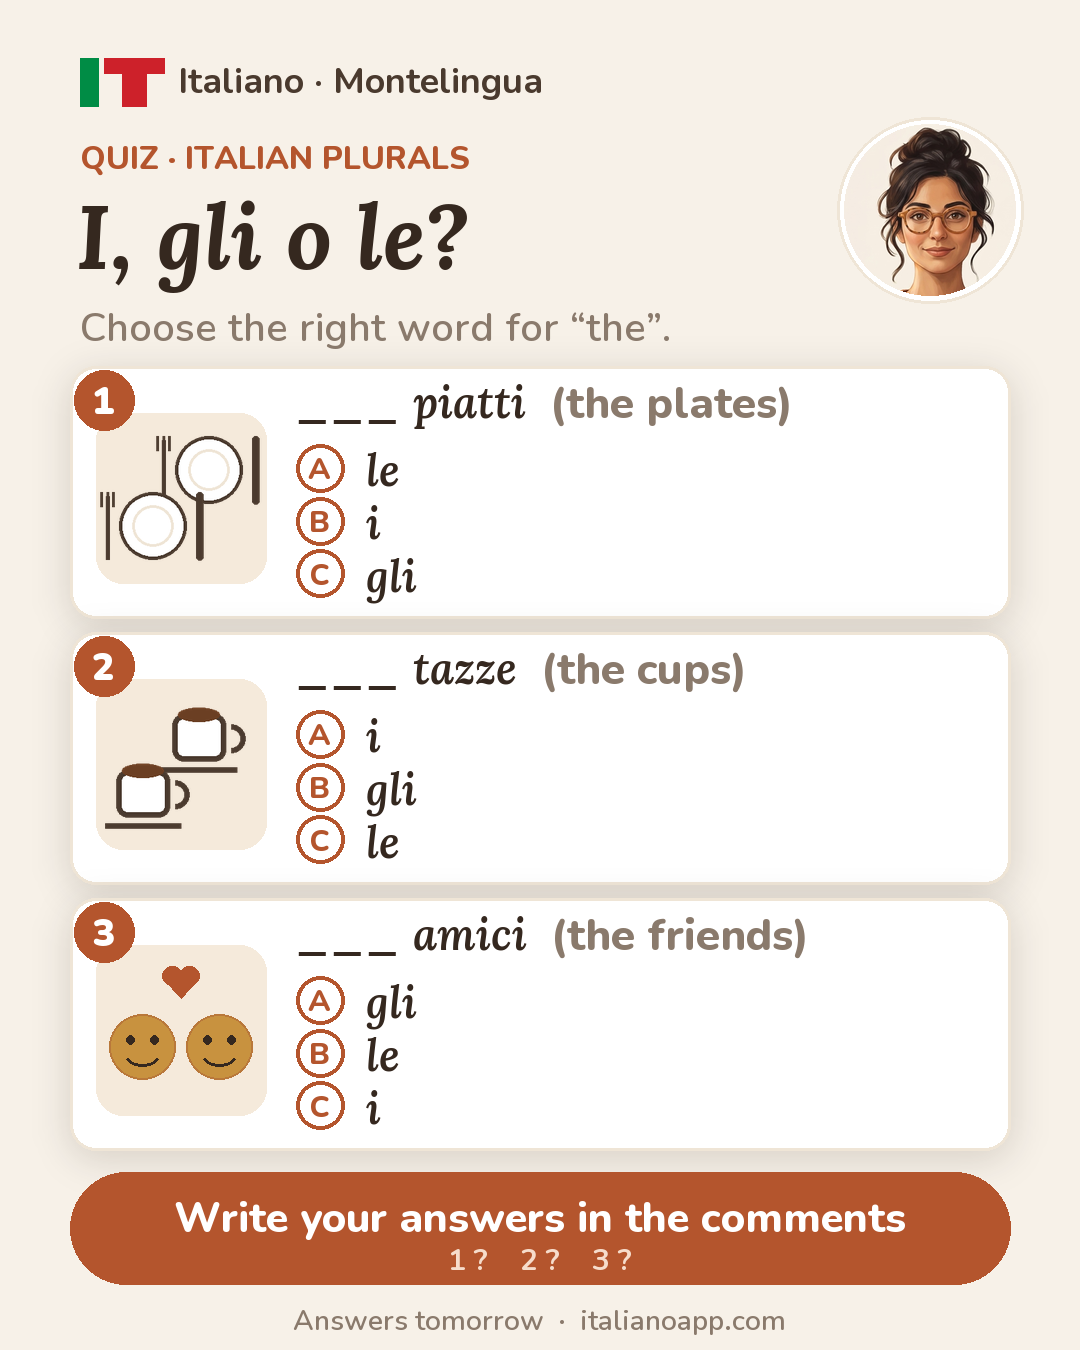 IT Italiano · Montelingua
QUIZ · ITALIAN PLURALS
I, gli o le?
Choose the right word for “the”.
1
___ piatti (the plates)
A le
B i
C gli
2
___ tazze (the cups)
A i
B gli
C le
3
___ amici (the friends)
A gli
B le
C i
Write your answers in the comments
1 ? 2 ? 3 ?
Answers tomorrow · italianoapp.com